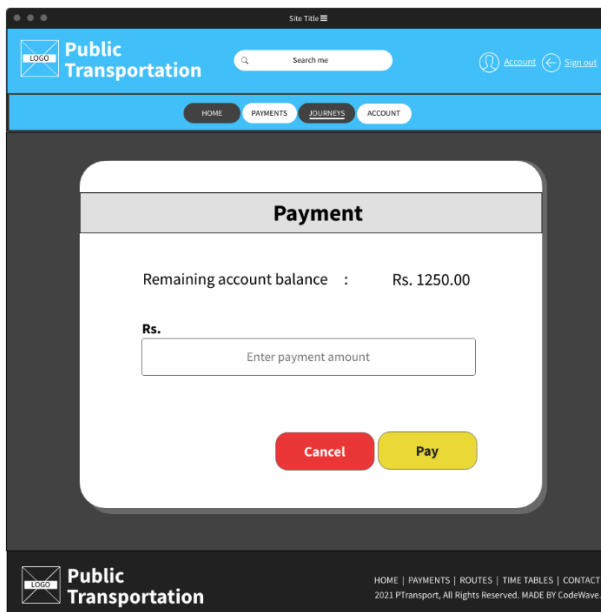 Site Title
LOGO
Public
Transportation
Search me
Account
Sign out
HOME PAYMENTS JOURNEYS ACCOUNT
Payment
Remaining account balance : Rs. 1250.00
Rs.
Enter payment amount
Cancel Pay
LOGO
Public
Transportation
HOME | PAYMENTS | ROUTES | TIME TABLES | CONTACT
2021 PTransport, All Rights Reserved. MADE BY CodeWave.